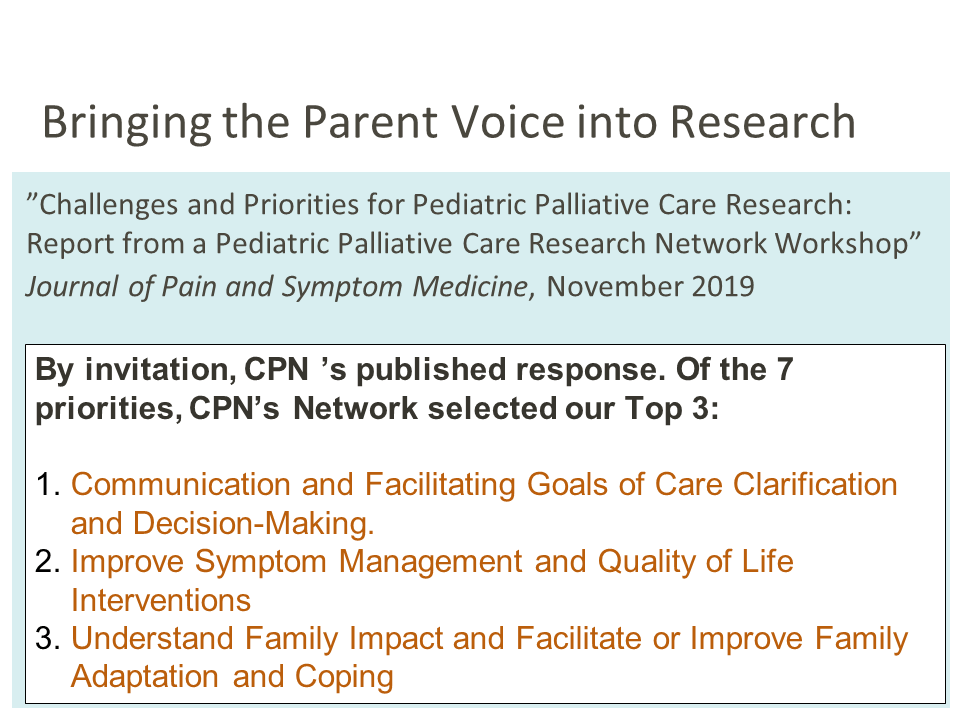 Bringing the Parent Voice into Research
”Challenges and Priorities for Pediatric Palliative Care Research:
Report from a Pediatric Palliative Care Research Network Workshop”
Journal of Pain and Symptom Medicine, November 2019
By invitation, CPN ’s published response. Of the 7
priorities, CPN’s Network selected our Top 3:
1. Communication and Facilitating Goals of Care Clarification
and Decision-Making.
2. Improve Symptom Management and Quality of Life
Interventions
3. Understand Family Impact and Facilitate or Improve Family
Adaptation and Coping